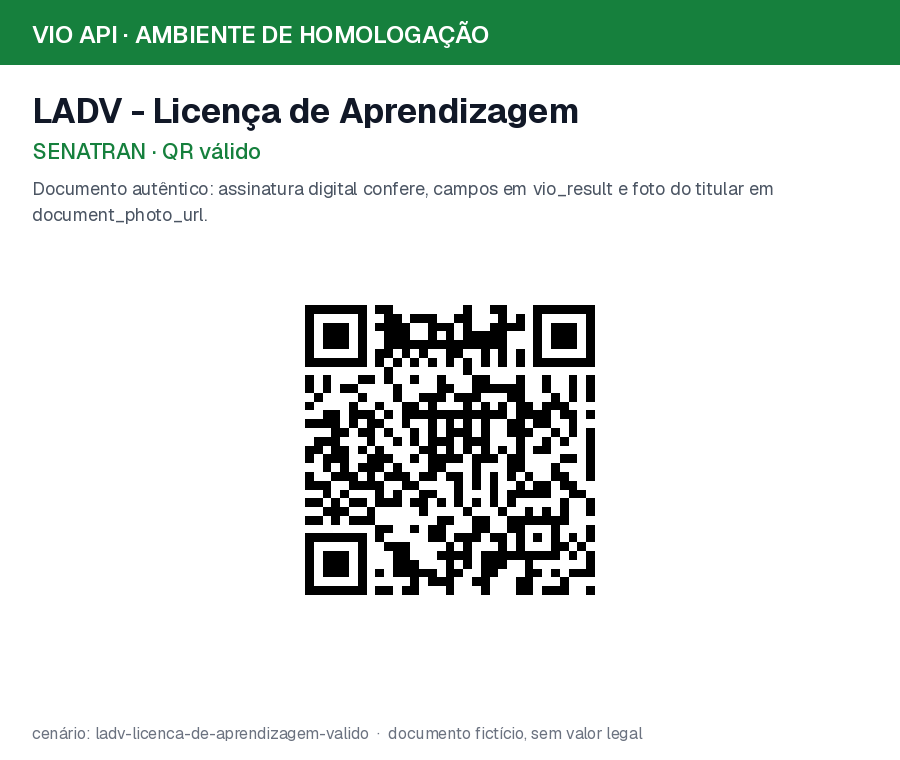 VIO API · AMBIENTE DE HOMOLOGAÇÃO
LADV - Licença de Aprendizagem
SENATRAN · QR válido
Documento autêntico: assinatura digital confere, campos em vio_result e foto do titular em
document_photo_url.
cenário: ladv-licenca-de-aprendizagem-valido · documento fictício, sem valor legal